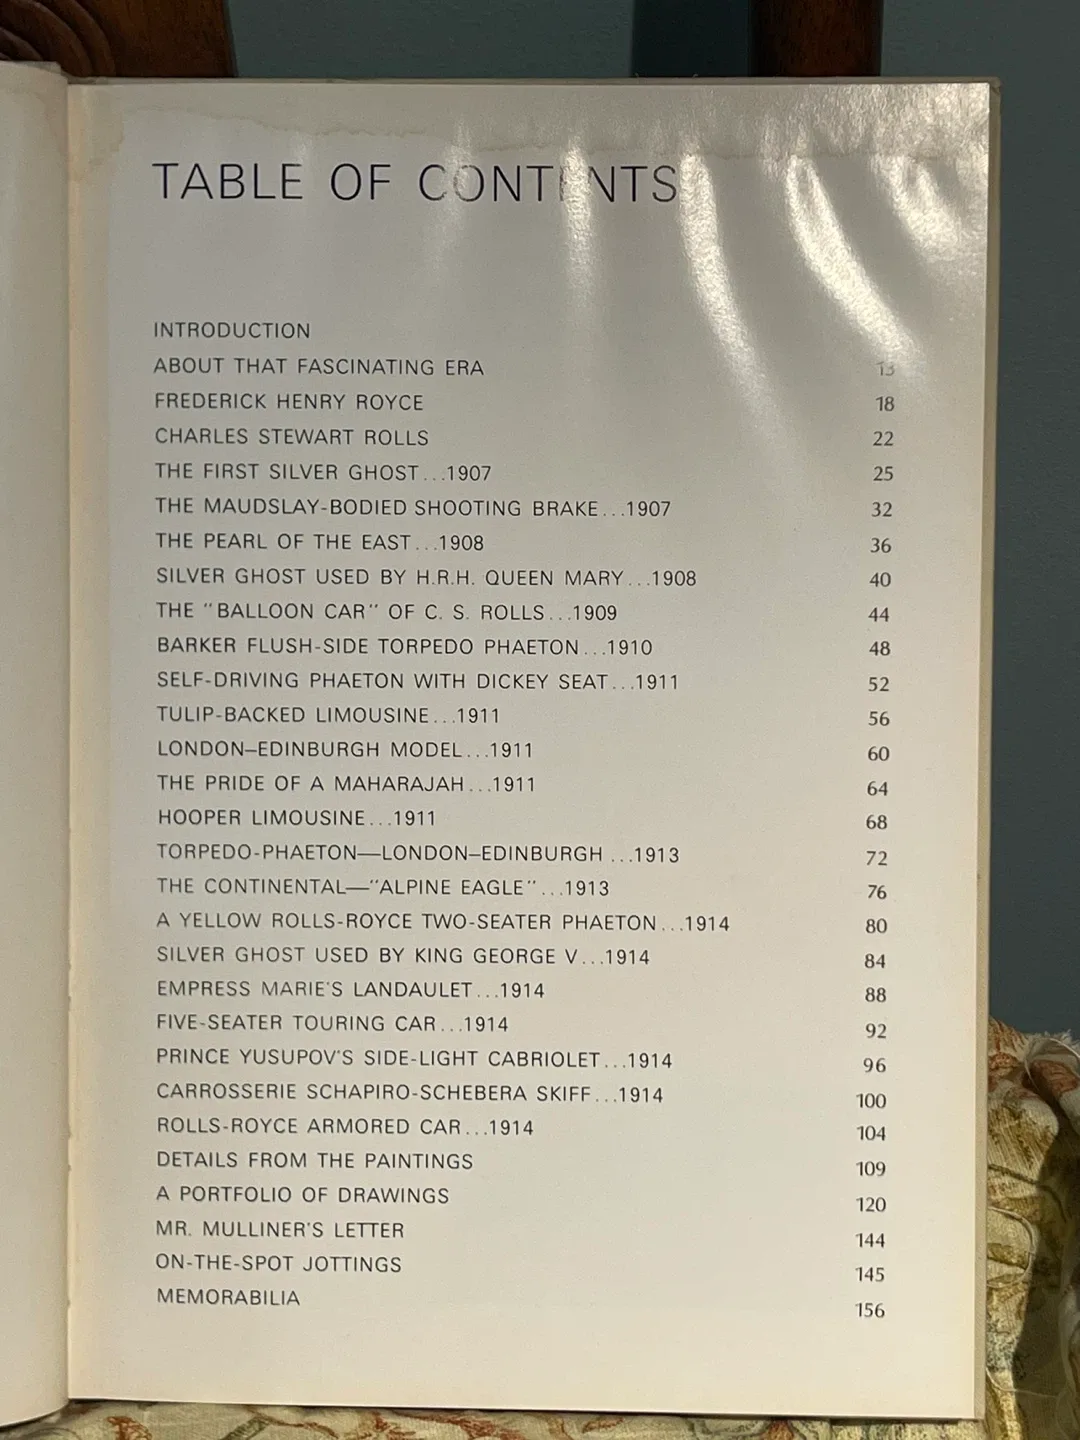 TABLE OF CONTENTS
INTRODUCTION
ABOUT THAT FASCINATING ERA 13
FREDERICK HENRY ROYCE 18
CHARLES STEWART ROLLS 22
THE FIRST SILVER GHOST...1907 25
THE MAUDSLAY-BODIED SHOOTING BRAKE...1907 32
THE PEARL OF THE EAST...1908 36
SILVER GHOST USED BY H.R.H. QUEEN MARY...1908 40
THE "BALLOON CAR" OF C. S. ROLLS...1909 44
BARKER FLUSH-SIDE TORPEDO PHAETON...1910 48
SELF-DRIVING PHAETON WITH DICKEY SEAT...1911 52
TULIP-BACKED LIMOUSINE...1911 56
LONDON–EDINBURGH MODEL...1911 60
THE PRIDE OF A MAHARAJAH...1911 64
HOOPER LIMOUSINE...1911 68
TORPEDO-PHAETON—LONDON–EDINBURGH ...1913 72
THE CONTINENTAL—"ALPINE EAGLE"...1913 76
A YELLOW ROLLS-ROYCE TWO-SEATER PHAETON...1914 80
SILVER GHOST USED BY KING GEORGE V...1914 84
EMPRESS MARIE'S LANDAULET...1914 88
FIVE-SEATER TOURING CAR...1914 92
PRINCE YUSUPOV'S SIDE-LIGHT CABRIOLET...1914 96
CARROSSERIE SCHAPIRO-SCHEBERA SKIFF...1914 100
ROLLS-ROYCE ARMORED CAR...1914 104
DETAILS FROM THE PAINTINGS 109
A PORTFOLIO OF DRAWINGS 120
MR. MULLINER'S LETTER 144
ON-THE-SPOT JOTTINGS 145
MEMORABILIA 156